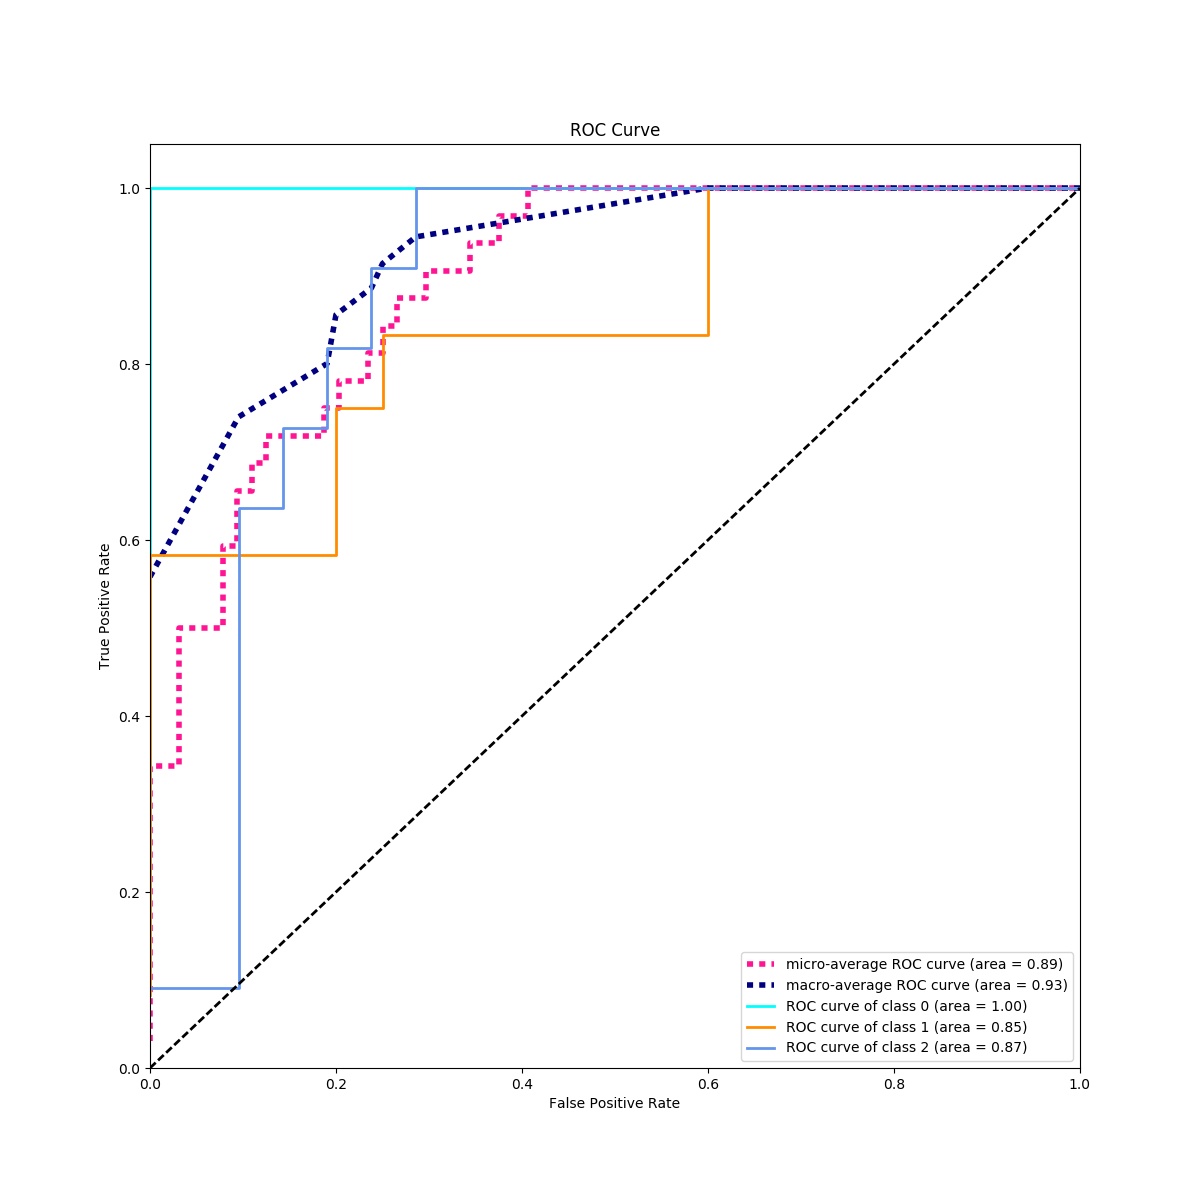 ROC Curve
1.0
0.8
0.6
0.4
0.2
0.0
True Positive Rate
micro-average ROC curve (area = 0.89)
macro-average ROC curve (area = 0.93)
ROC curve of class 0 (area = 1.00)
ROC curve of class 1 (area = 0.85)
ROC curve of class 2 (area = 0.87)
0.0 0.2 0.4 0.6 0.8 1.0
False Positive Rate